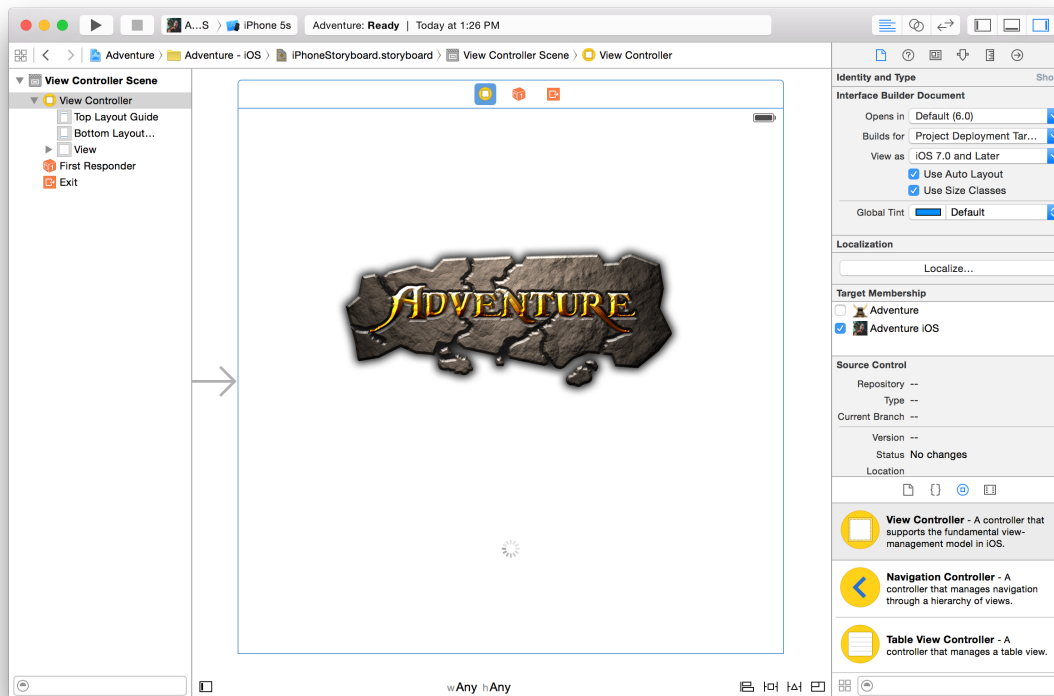 A...S 〉 iPhone 5s
Adventure: Ready | Today at 1:26 PM
Adventure 〉 Adventure - iOS 〉 iPhoneStoryboard.storyboard 〉 View Controller Scene 〉 View Controller
View Controller Scene
View Controller
Top Layout Guide
Bottom Layout...
View
First Responder
Exit
ADVENTURE
wAny hAny
Identity and Type Sho
Interface Builder Document
Opens in Default (6.0)
Builds for Project Deployment Tar...
View as iOS 7.0 and Later
Use Auto Layout
Use Size Classes
Global Tint Default
Localization
Localize...
Target Membership
Adventure
Adventure iOS
Source Control
Repository --
Type --
Current Branch --
Version --
Status No changes
Location
View Controller - A controller that
supports the fundamental view-
management model in iOS.
Navigation Controller - A
controller that manages navigation
through a hierarchy of views.
Table View Controller - A
controller that manages a table view.